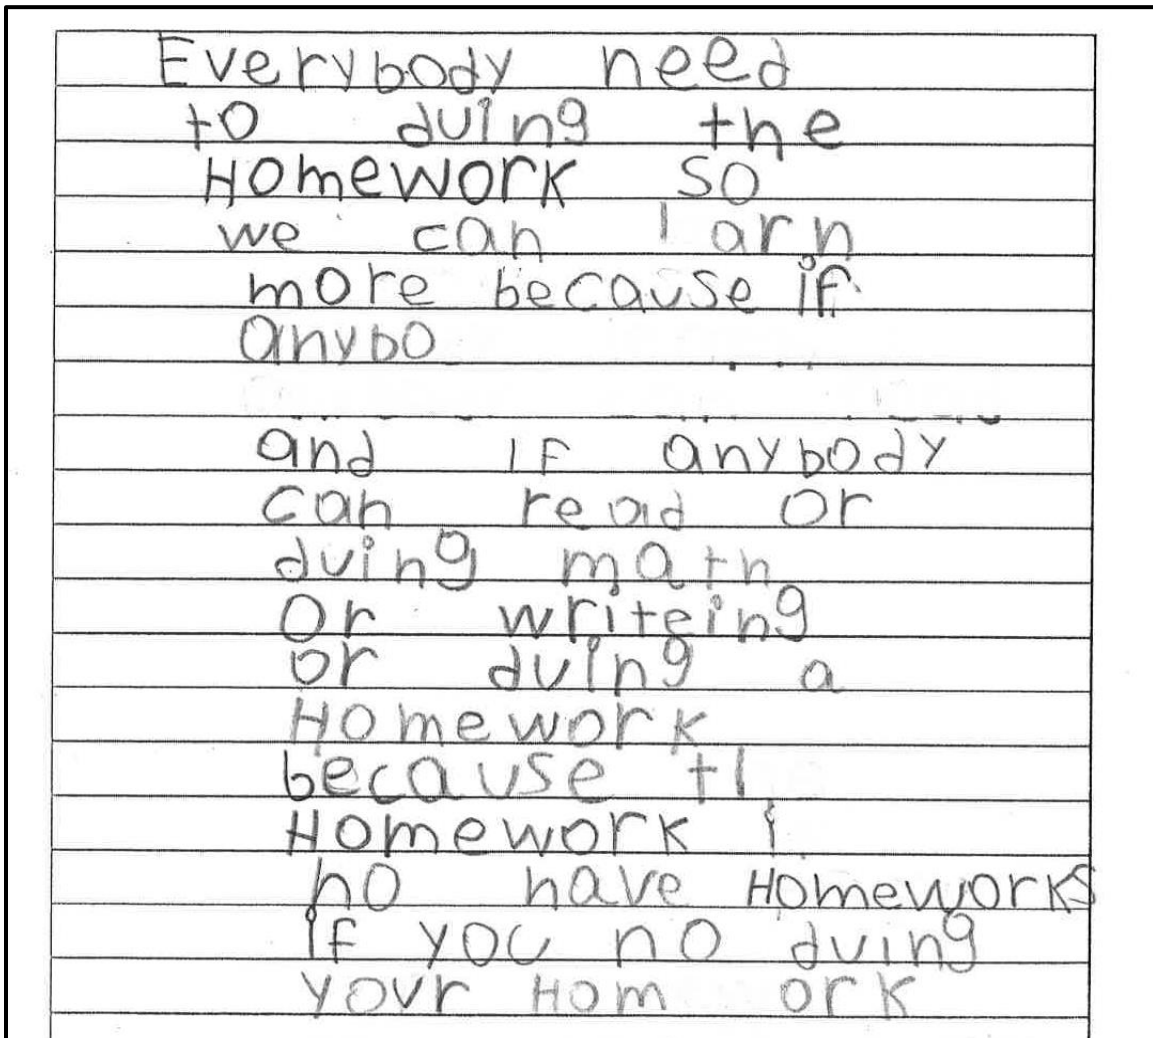 Everybody need
to duing the
Homework so
we can larn
more because if
anybo
and if anybody
can read or
duing math
or writeing
or duing a
Homework
because
Homework
no have Homeworks
if you no duing
your